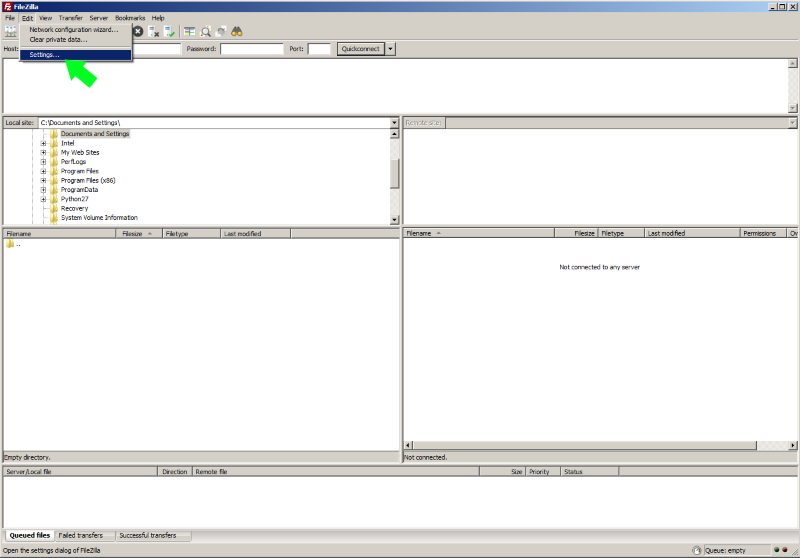 FileZilla
File Edit View Transfer Server Bookmarks Help
Network configuration wizard...
Clear private data...
Settings...
Host: Password: Port: Quickconnect
Local site: C:\Documents and Settings\
Remote site:
Documents and Settings
Intel
My Web Sites
PerfLogs
Program Files
Program Files (x86)
ProgramData
Python27
Recovery
System Volume Information
Filename Filesize Filetype Last modified
..
Empty directory.
Filename Filesize Filetype Last modified Permissions Ov
Not connected to any server
Not connected.
Server/Local file Direction Remote file Size Priority Status
Queued files Failed transfers Successful transfers
Open the settings dialog of FileZilla Queue: empty